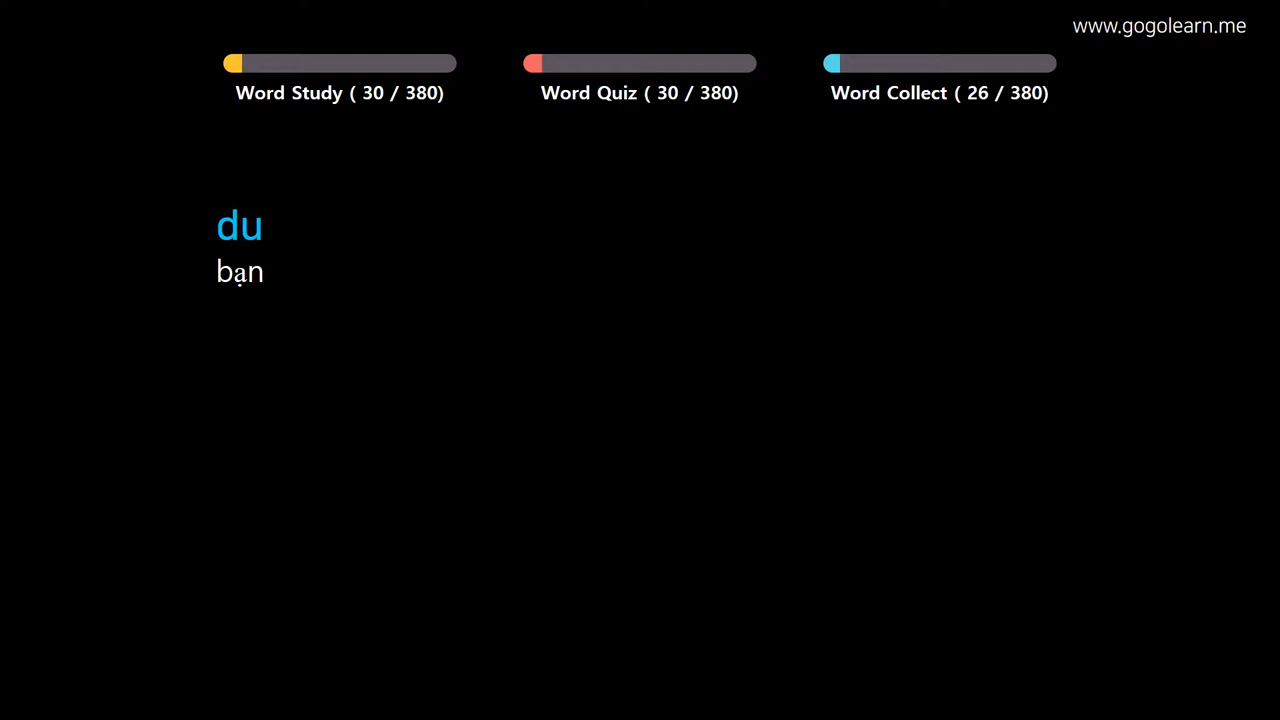 www.gogolearn.me
Word Study ( 30 / 380)
Word Quiz ( 30 / 380)
Word Collect ( 26 / 380)
du
bạn